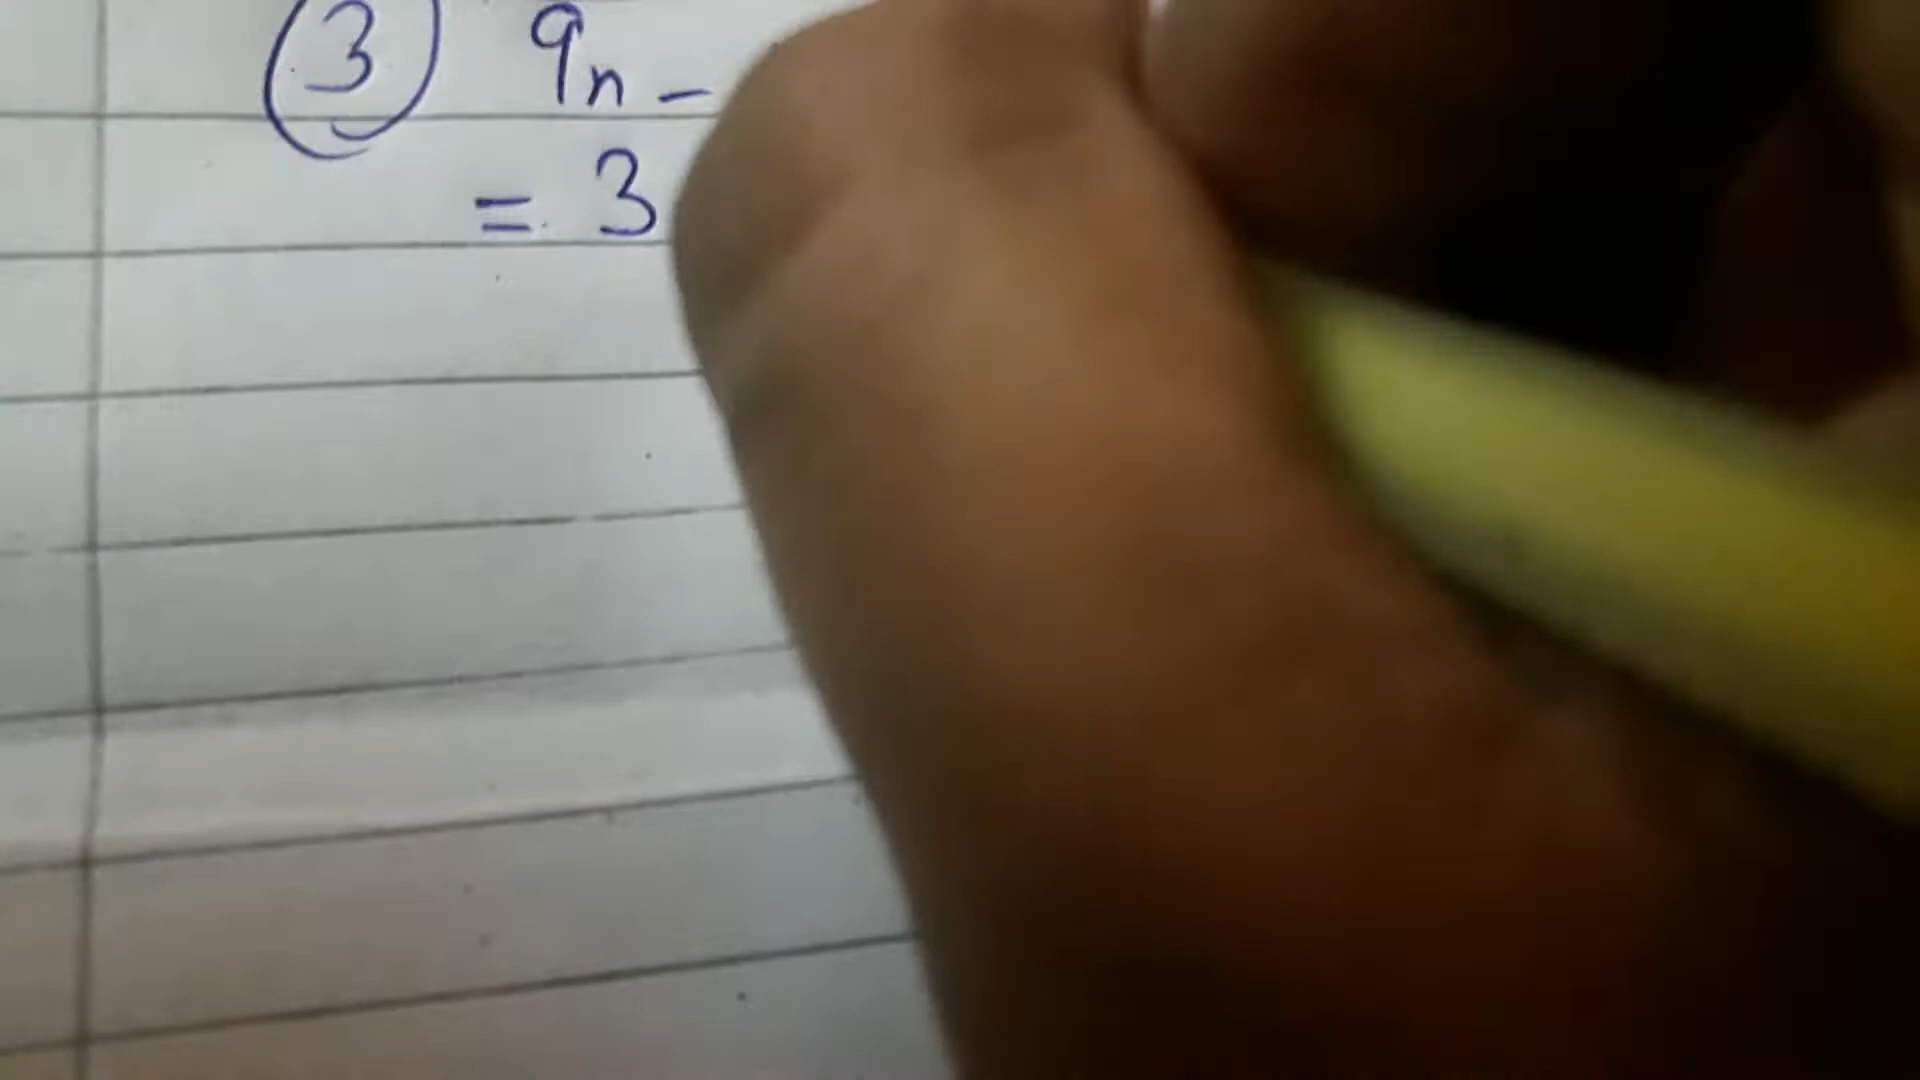 3 9n -
= 3